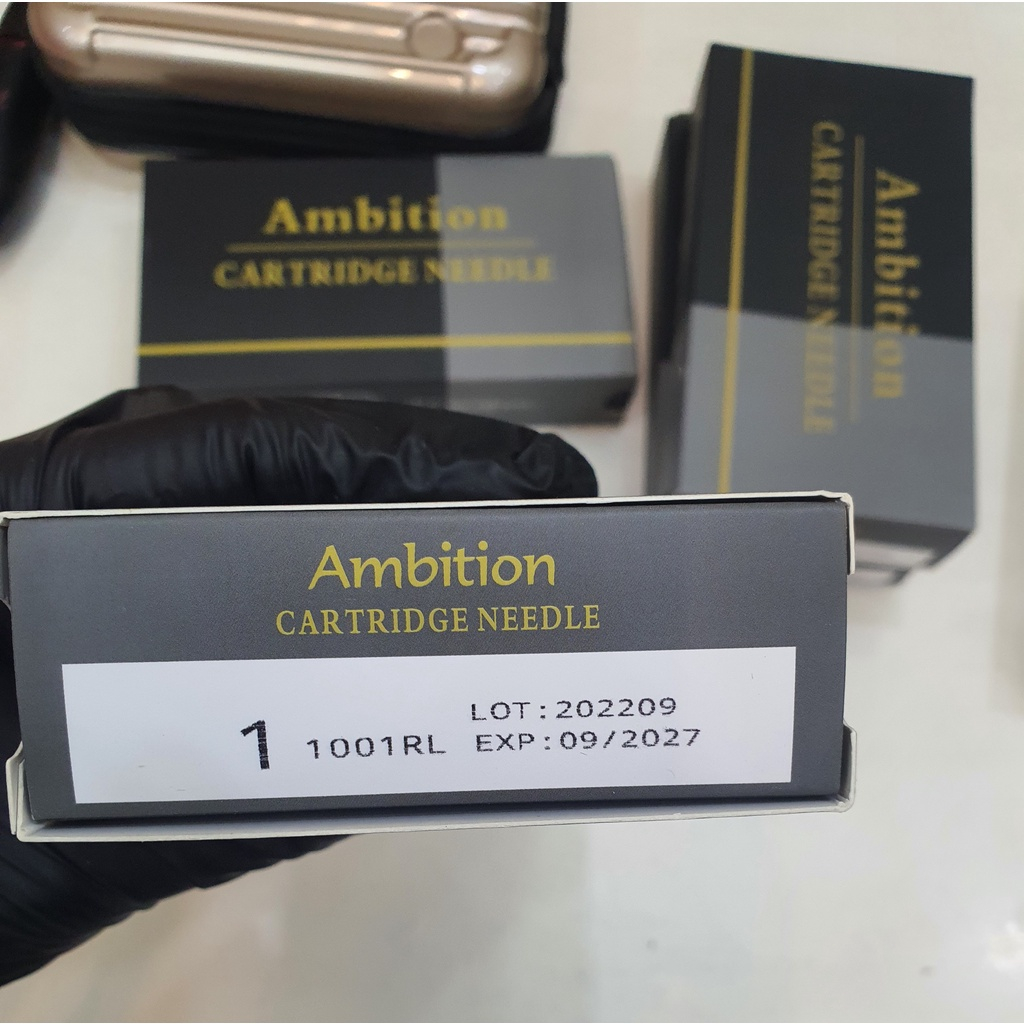 Ambition
CARTRIDGE NEEDLE
Ambition
CARTRIDGE NEEDLE
Ambition
CARTRIDGE NEEDLE
1 1001RL
LOT : 202209
EXP : 09/2027